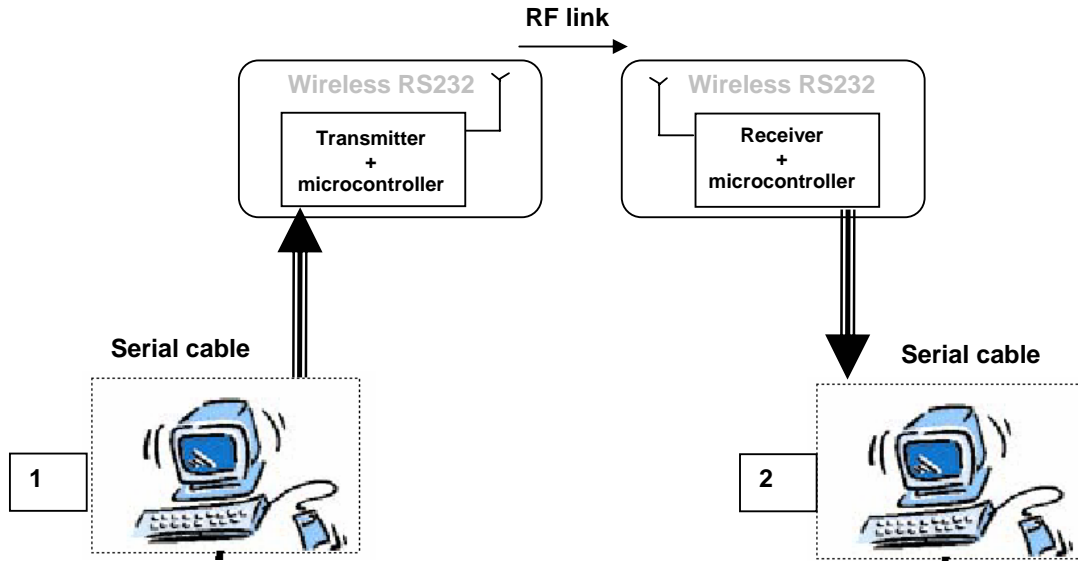 RF link
Wireless RS232
Transmitter
+
microcontroller
Wireless RS232
Receiver
+
microcontroller
Serial cable
Serial cable
1
2